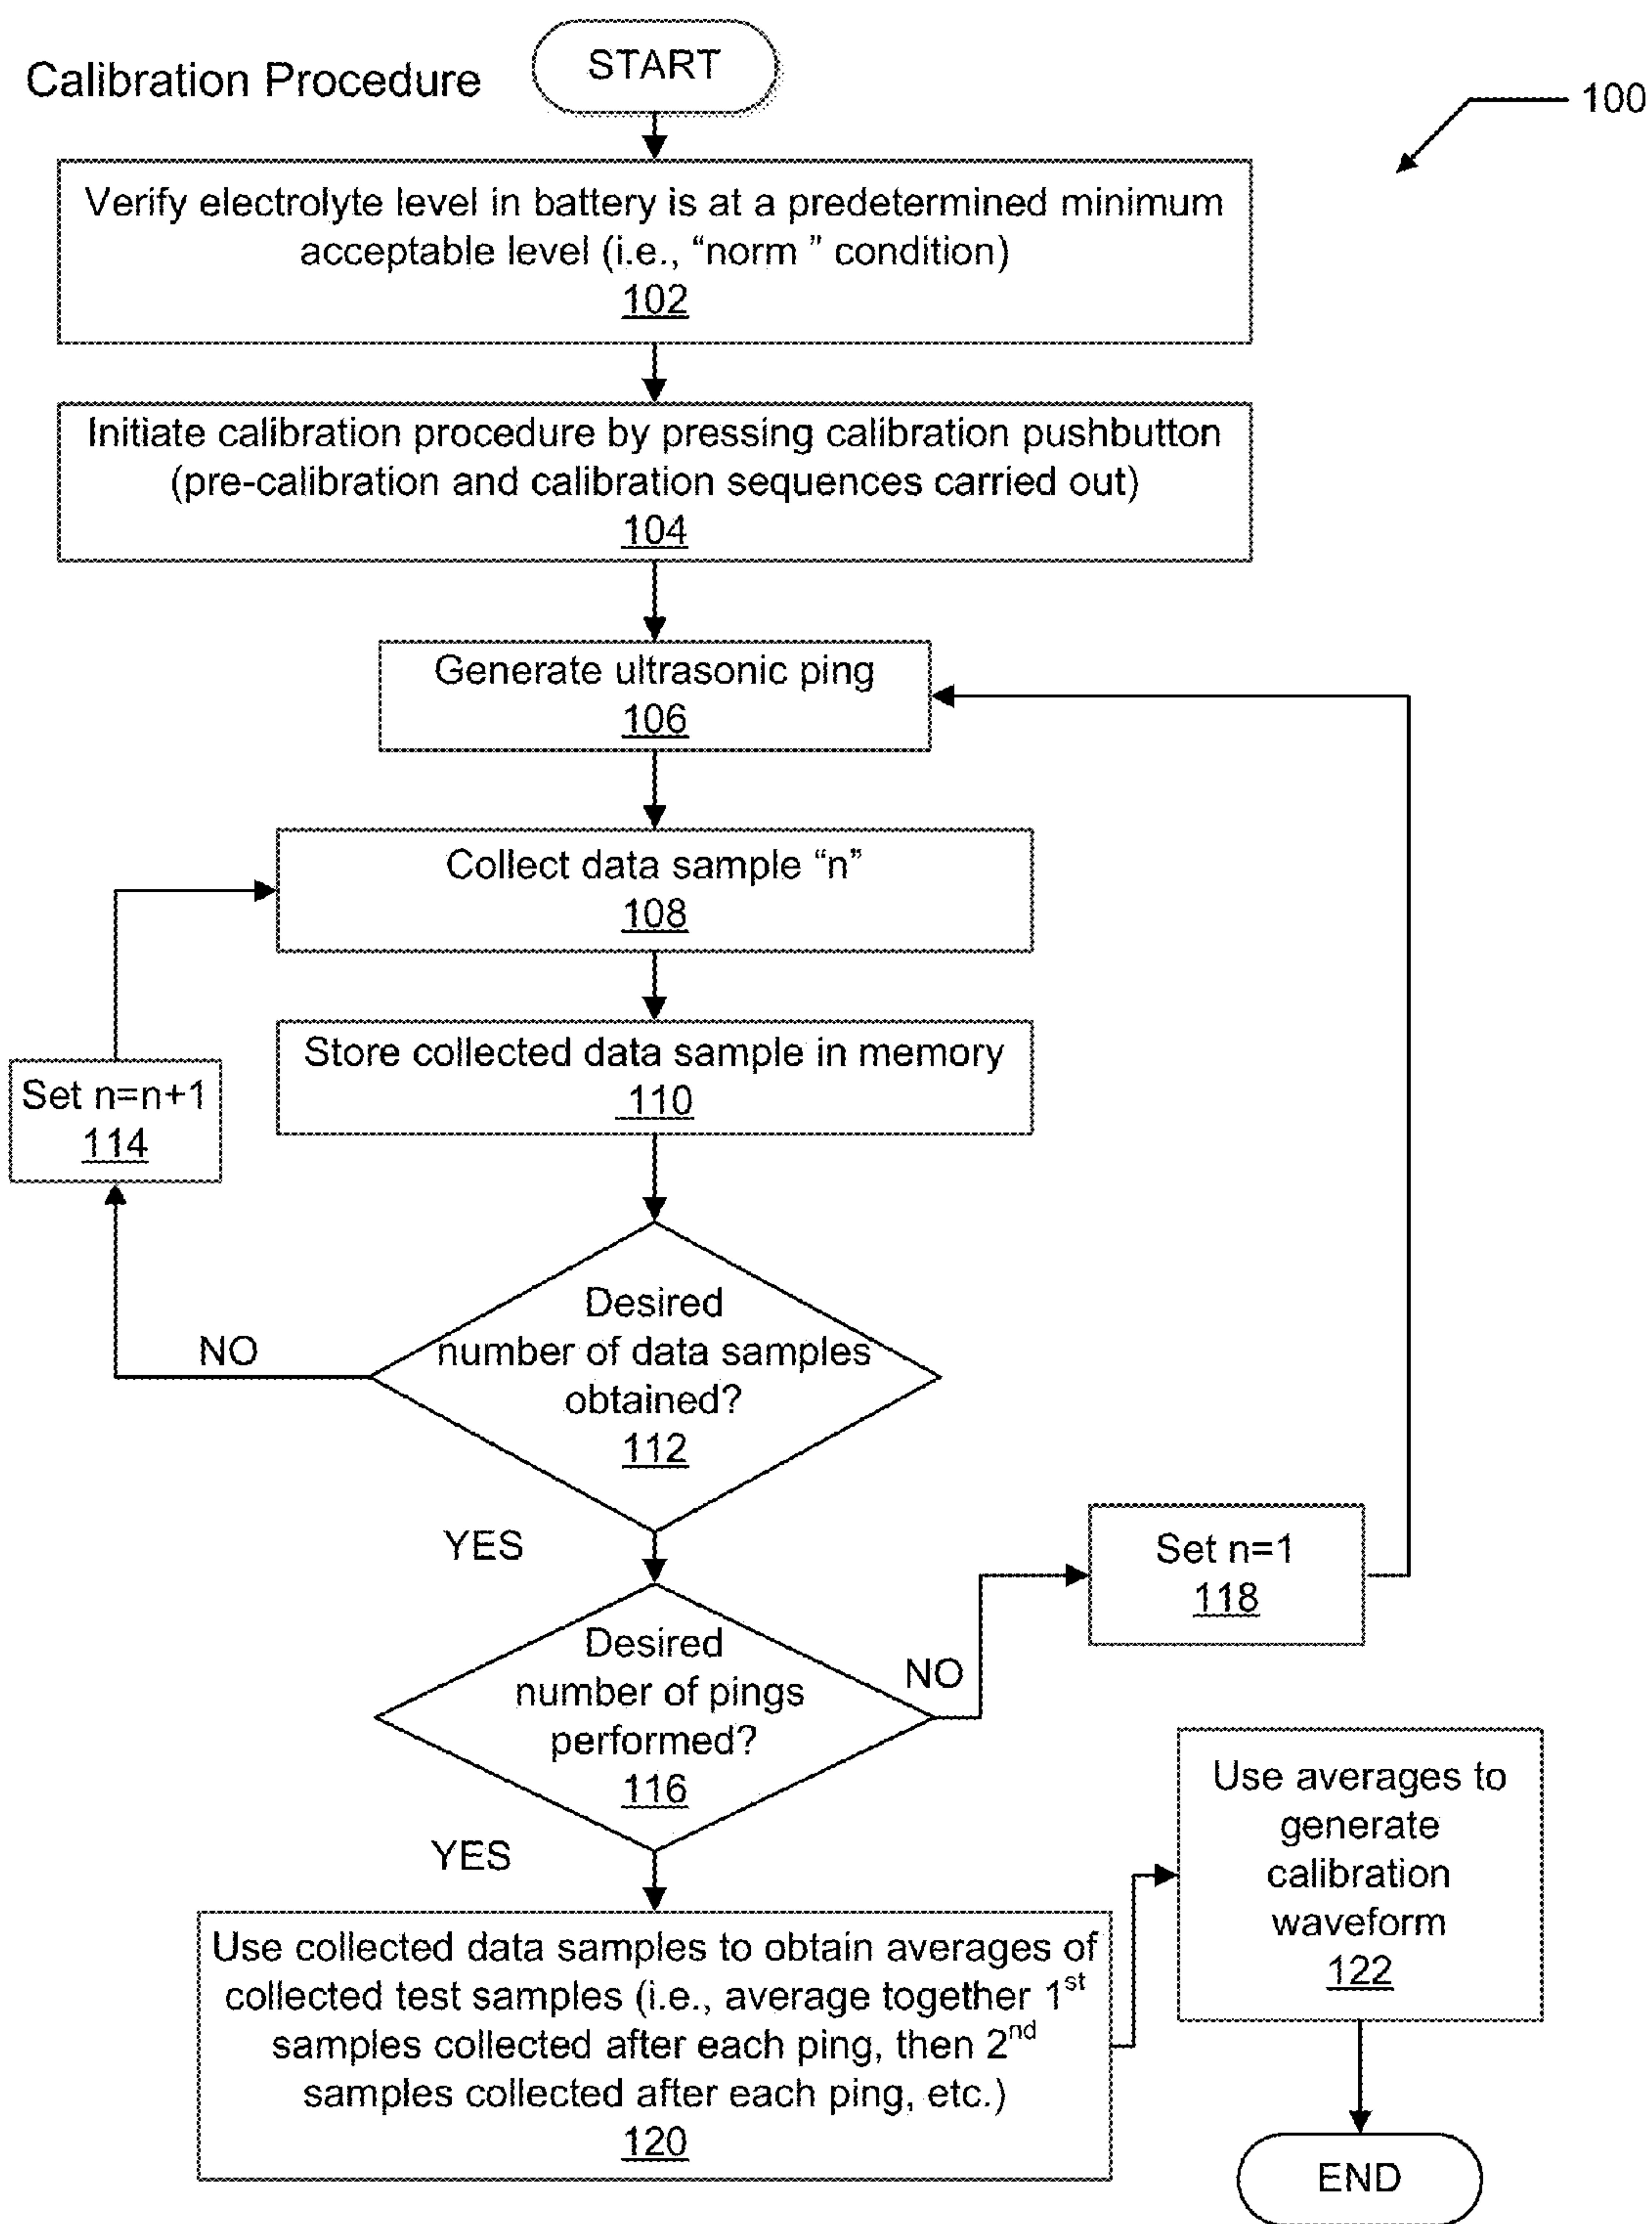 Calibration Procedure
START
100
Verify electrolyte level in battery is at a predetermined minimum
acceptable level (i.e., “norm ” condition)
102
Initiate calibration procedure by pressing calibration pushbutton
(pre-calibration and calibration sequences carried out)
104
Generate ultrasonic ping
106
Collect data sample “n”
108
Store collected data sample in memory
110
Set n=n+1
114
Desired
number of data samples
obtained?
112
NO
YES
Set n=1
118
Desired
number of pings
performed?
116
NO
YES
Use collected data samples to obtain averages of
collected test samples (i.e., average together 1st
samples collected after each ping, then 2nd
samples collected after each ping, etc.)
120
Use averages to
generate
calibration
waveform
122
END